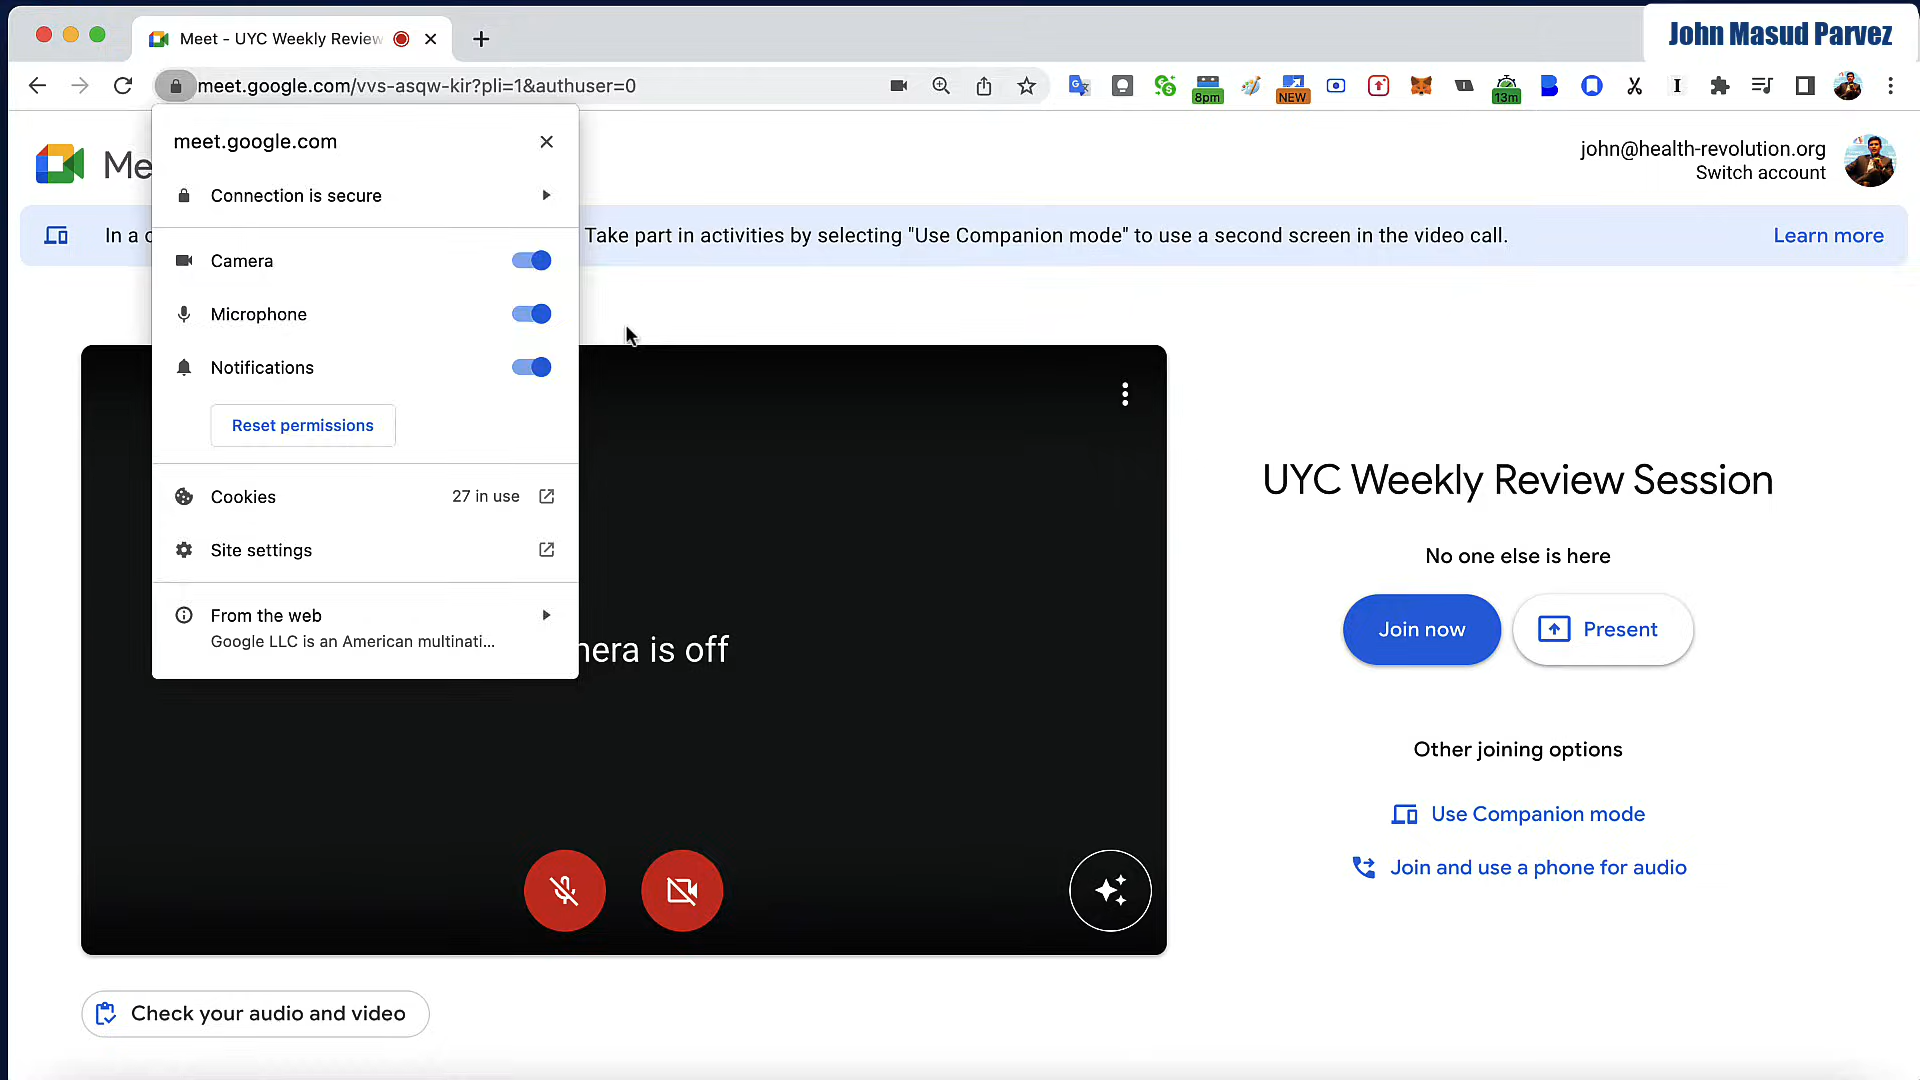 John Masud Parvez
Meet - UYC Weekly Review
meet.google.com/vvs-asqw-kir?pli=1&authuser=0
8pm
NEW
13m
meet.google.com
Me
john@health-revolution.org
Switch account
Connection is secure
In a c
Take part in activities by selecting "Use Companion mode" to use a second screen in the video call.
Learn more
Camera
Microphone
Notifications
Reset permissions
Cookies
27 in use
Site settings
From the web
Google LLC is an American multinati...
nera is off
UYC Weekly Review Session
No one else is here
Join now
Present
Other joining options
Use Companion mode
Join and use a phone for audio
Check your audio and video